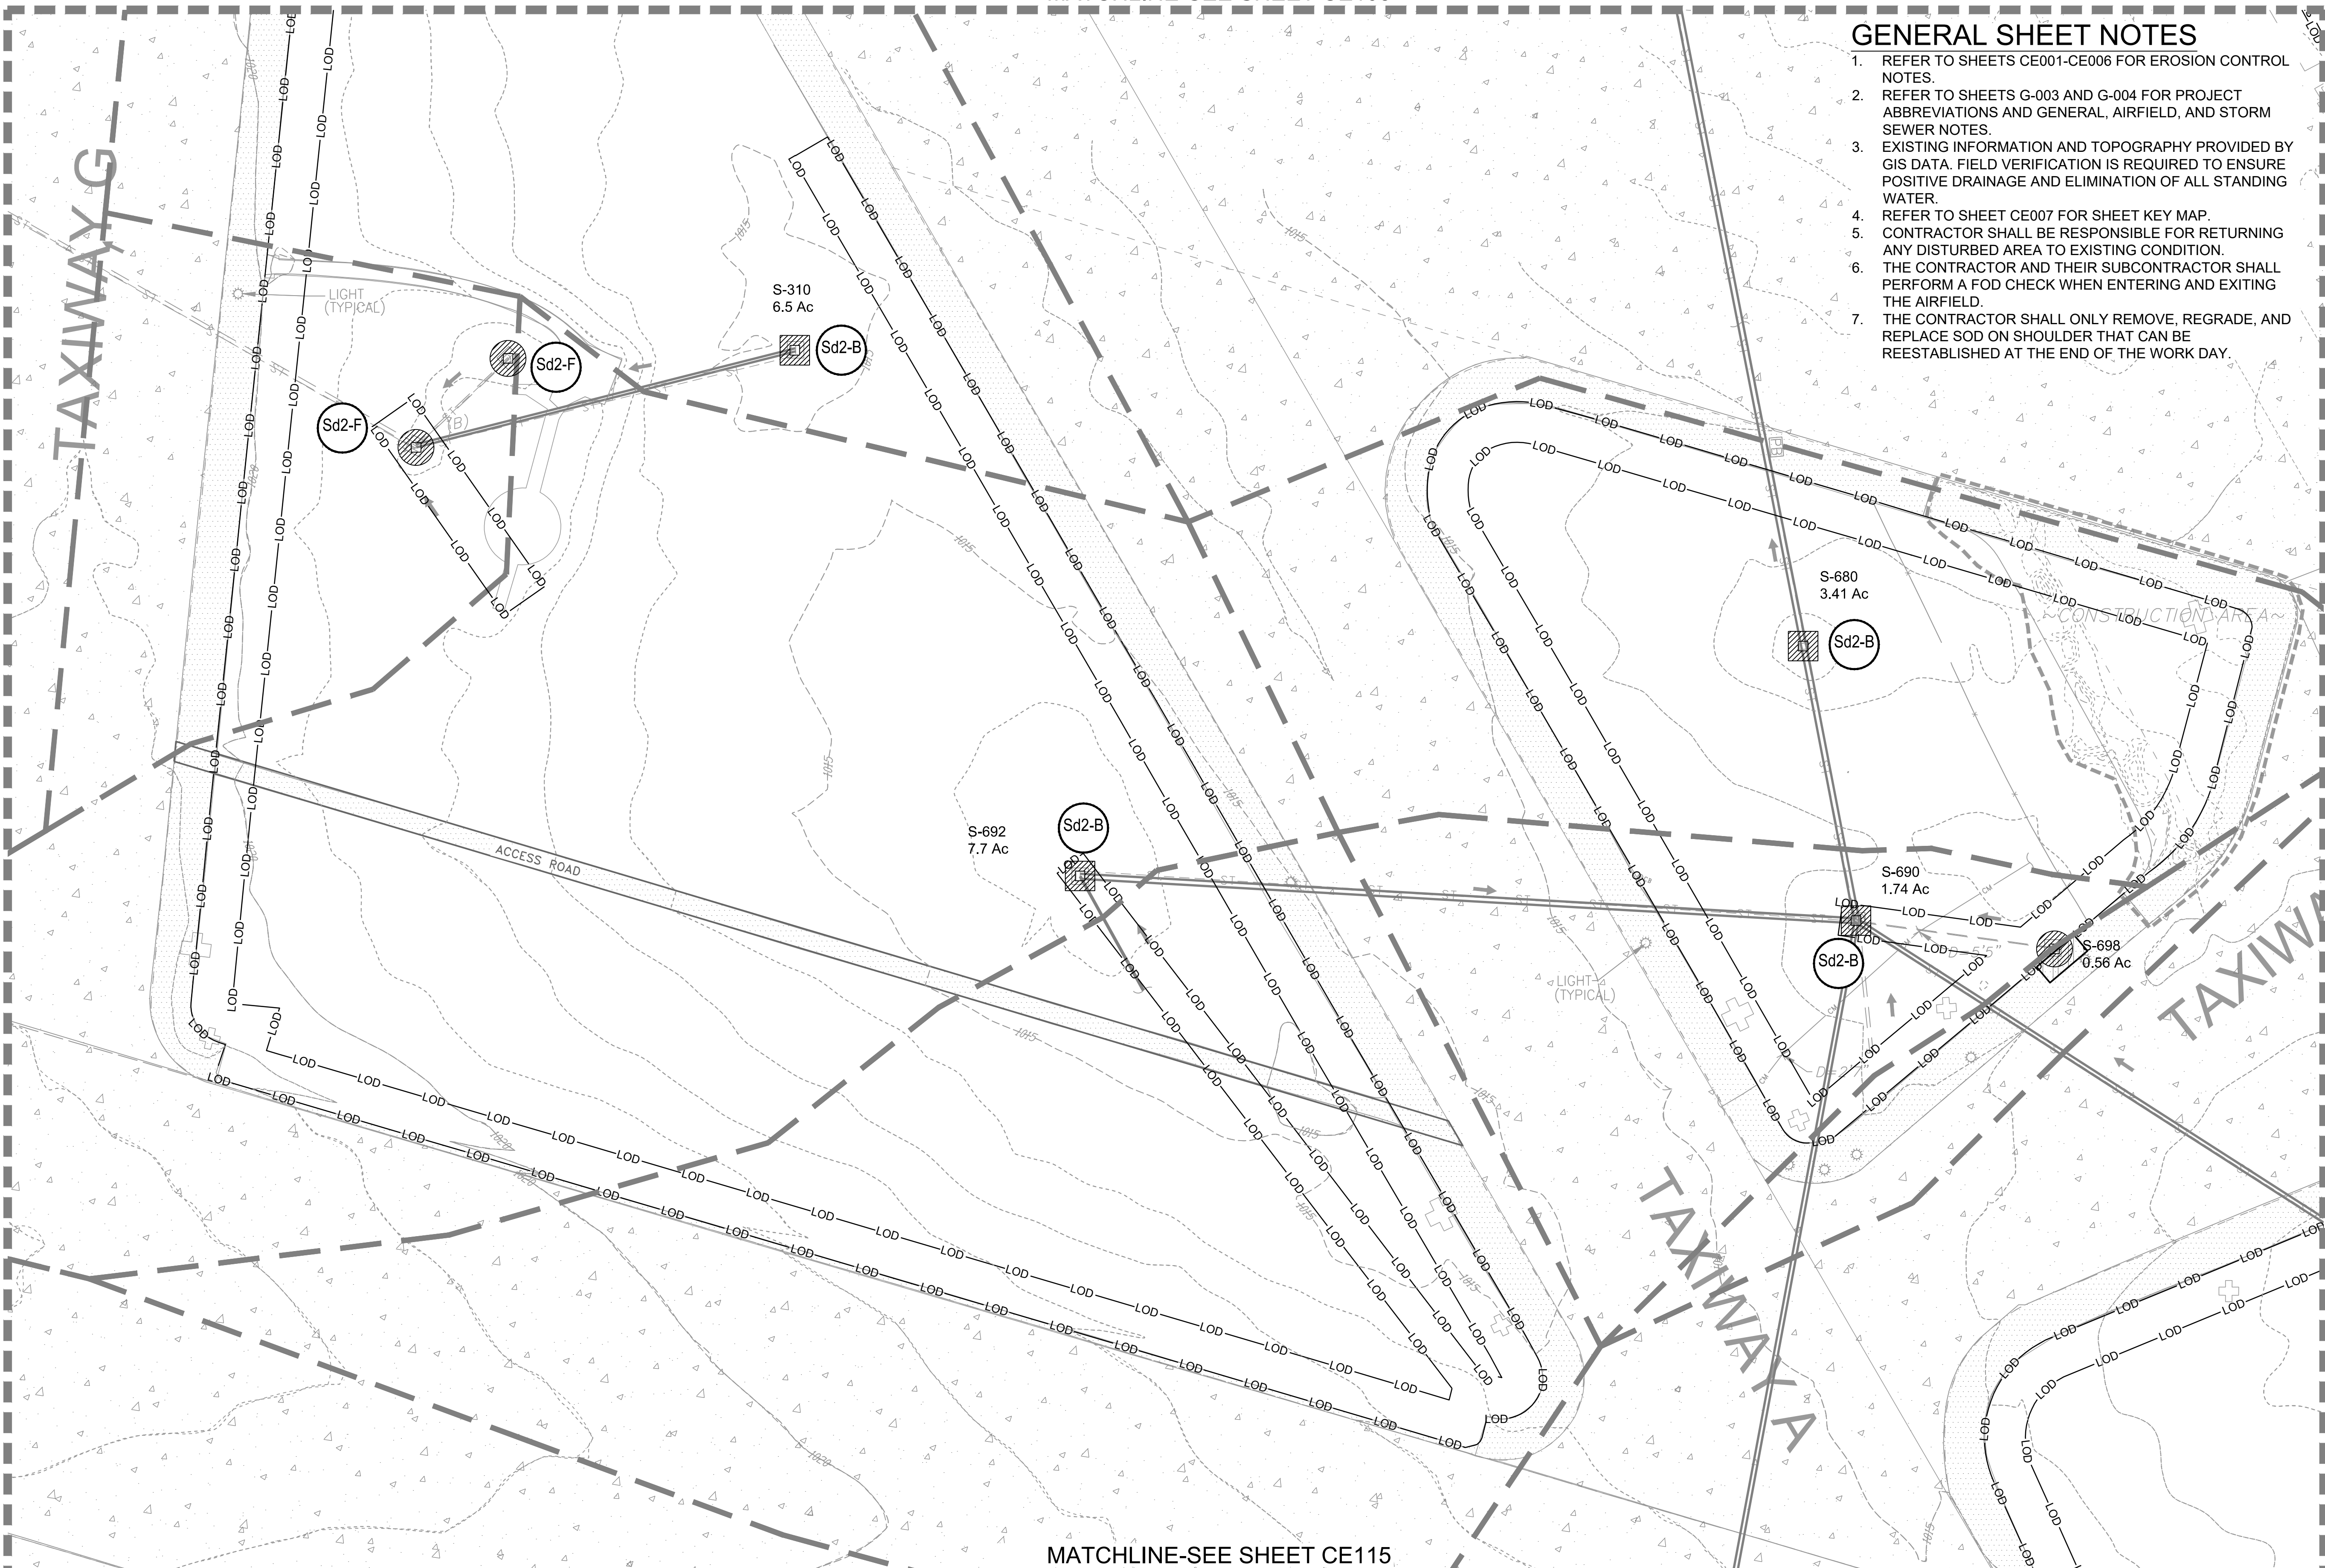 GENERAL SHEET NOTES
1. REFER TO SHEETS CE001-CE006 FOR EROSION CONTROL
NOTES.
2. REFER TO SHEETS G-003 AND G-004 FOR PROJECT
ABBREVIATIONS AND GENERAL, AIRFIELD, AND STORM
SEWER NOTES.
3. EXISTING INFORMATION AND TOPOGRAPHY PROVIDED BY
GIS DATA. FIELD VERIFICATION IS REQUIRED TO ENSURE
POSITIVE DRAINAGE AND ELIMINATION OF ALL STANDING
WATER.
4. REFER TO SHEET CE007 FOR SHEET KEY MAP.
5. CONTRACTOR SHALL BE RESPONSIBLE FOR RETURNING
ANY DISTURBED AREA TO EXISTING CONDITION.
6. THE CONTRACTOR AND THEIR SUBCONTRACTOR SHALL
PERFORM A FOD CHECK WHEN ENTERING AND EXITING
THE AIRFIELD.
7. THE CONTRACTOR SHALL ONLY REMOVE, REGRADE, AND
REPLACE SOD ON SHOULDER THAT CAN BE
REESTABLISHED AT THE END OF THE WORK DAY.
TAXIWAY G
LIGHT
(TYPICAL)
S-310
6.5 Ac
Sd2-B
Sd2-F
Sd2-F
(B)
LOD
1020
1015
S-680
3.41 Ac
Sd2-B
~CONSTRUCTION AREA~
ACCESS ROAD
S-692
7.7 Ac
Sd2-B
ST
S-690
1.74 Ac
Sd2-B
S-698
0.56 Ac
LIGHT
(TYPICAL)
TAXIWA
TAXIWAY A
MATCHLINE-SEE SHEET CE115